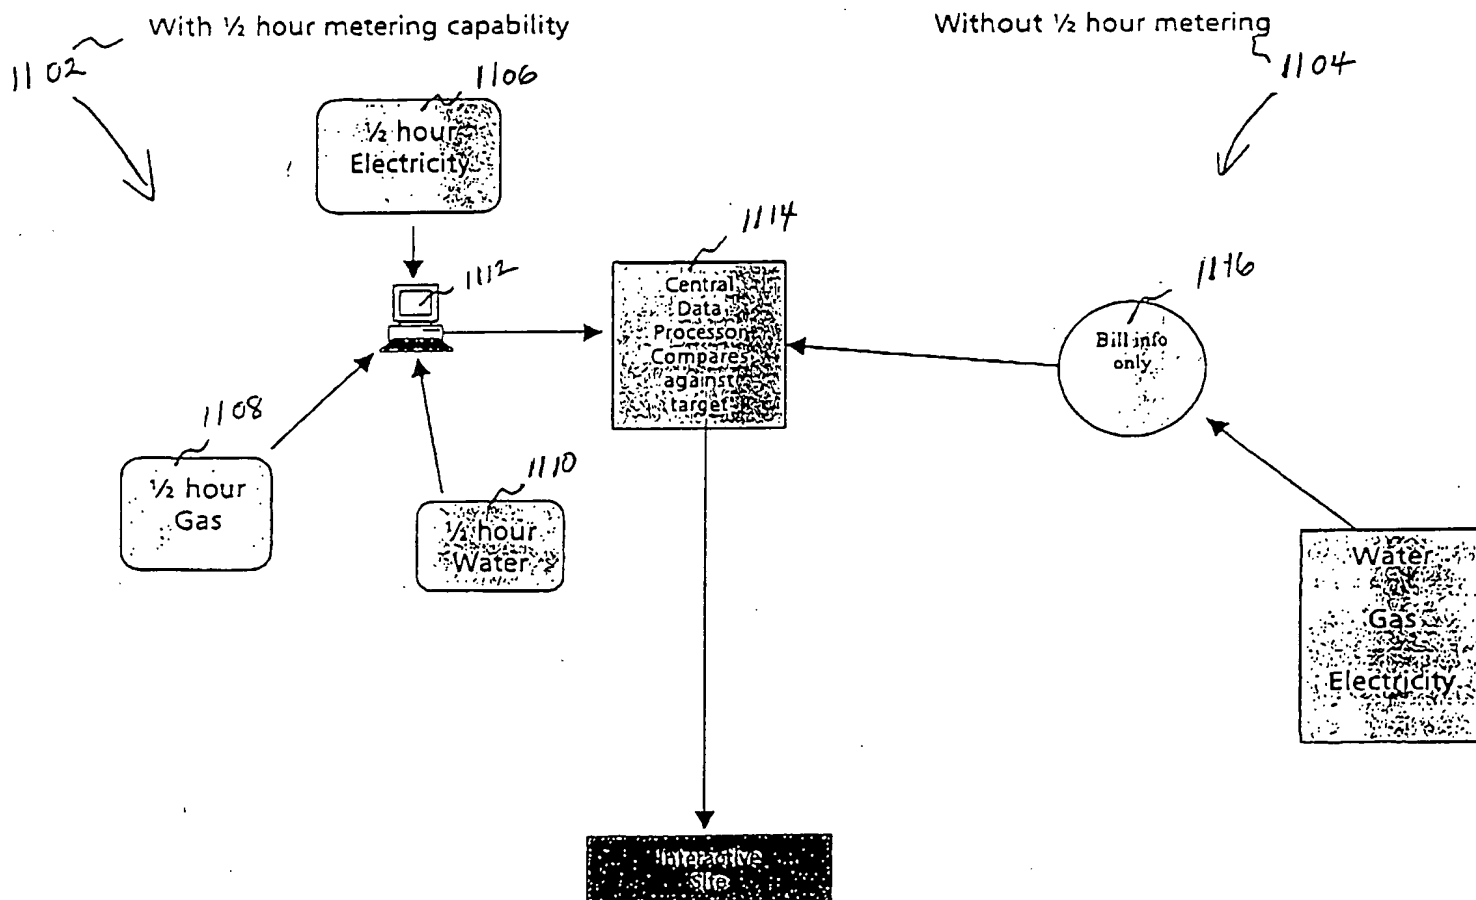 With ½ hour metering capability
Without ½ hour metering
1102
1104
1106
½ hour
Electricity
1114
1112
Central
Data
Processor
Compares
against
target
1116
Bill info
only
1108
½ hour
Gas
1110
½ hour
Water
Water
Gas
Electricity
Interactive
Site